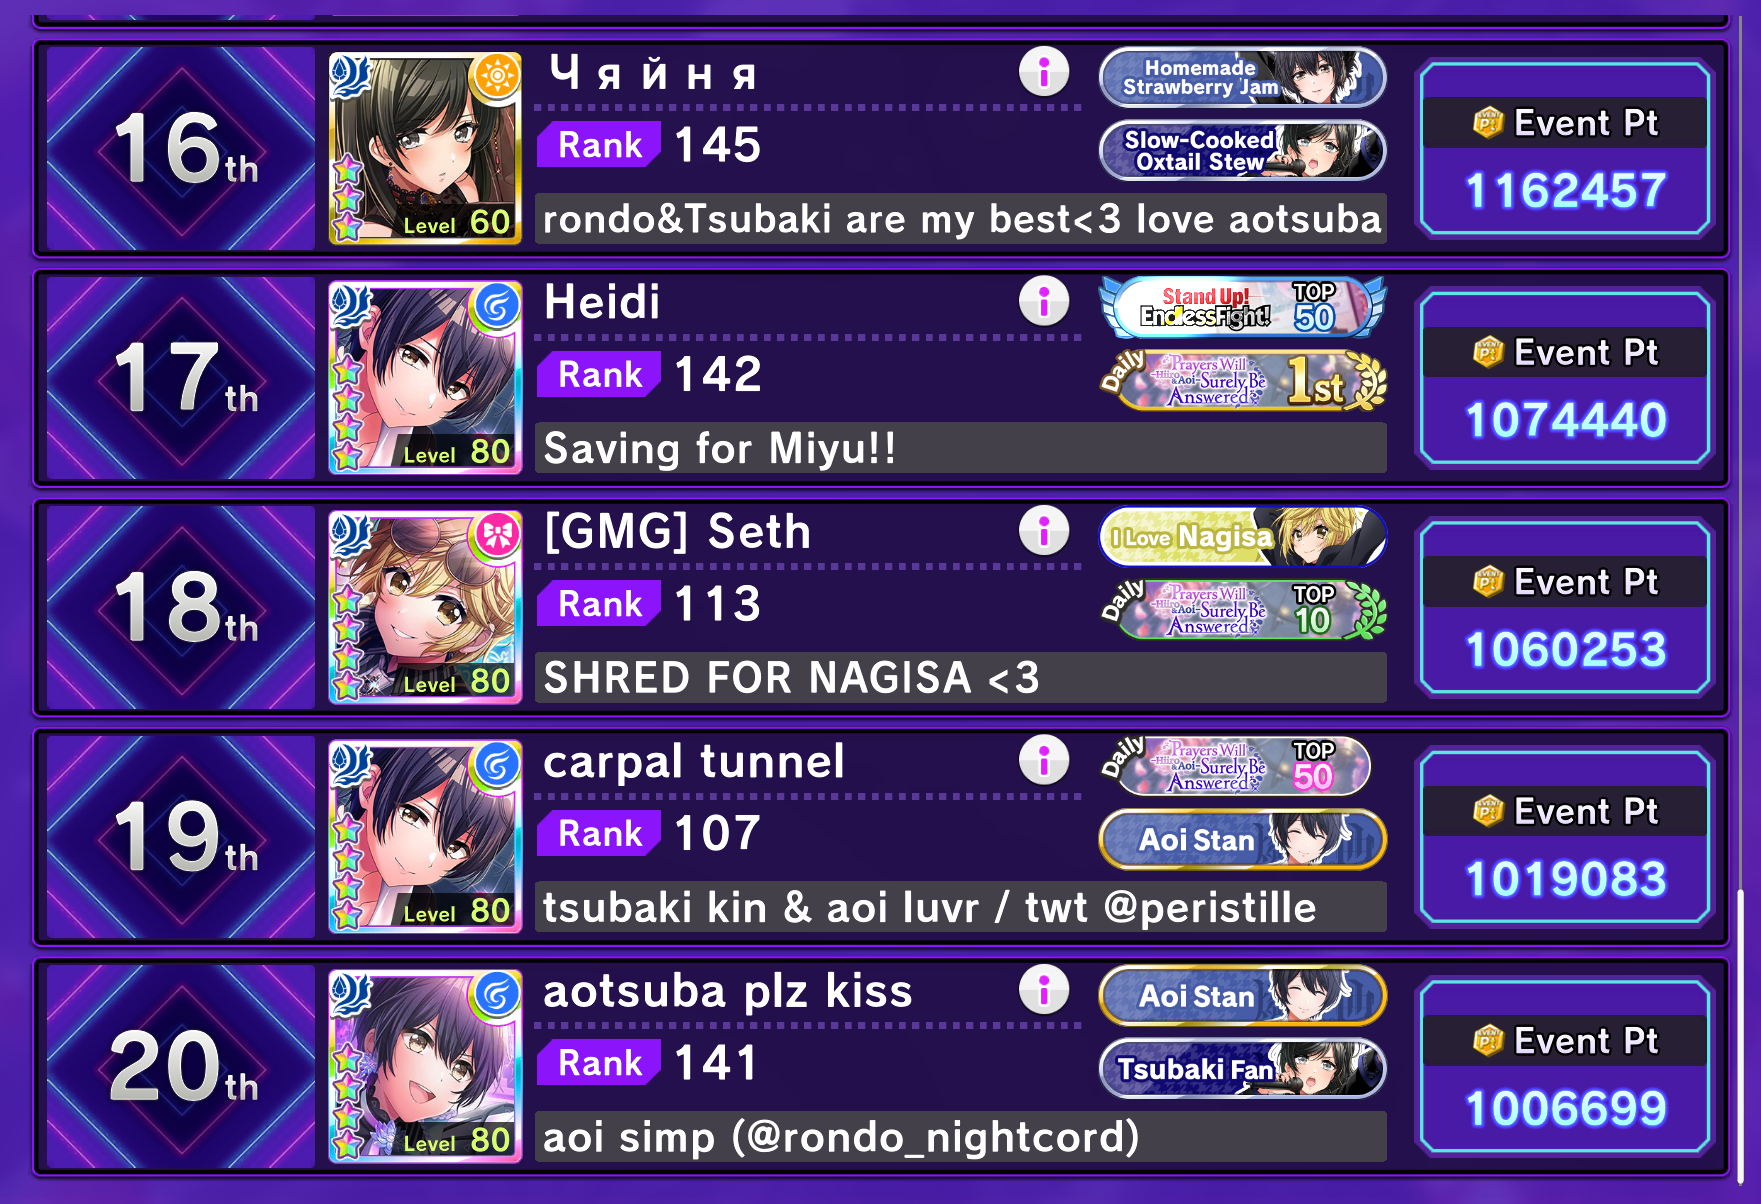 16th
Level 60
Ч я й н я
Rank 145
rondo&Tsubaki are my best<3 love aotsuba
Homemade
Strawberry Jam
Slow-Cooked
Oxtail Stew
Event Pt
1162457
17th
Level 80
Heidi
Rank 142
Saving for Miyu!!
Stand Up!
EndlessFight!
TOP
50
Daily
Prayers Will
-Hiiro&Aoi- Surely Be
Answered
1st
Event Pt
1074440
18th
Level 80
[GMG] Seth
Rank 113
SHRED FOR NAGISA <3
I Love Nagisa
Daily
Prayers Will
-Hiiro&Aoi- Surely Be
Answered
TOP
10
Event Pt
1060253
19th
Level 80
carpal tunnel
Rank 107
tsubaki kin & aoi luvr / twt @peristille
Daily
Prayers Will
-Hiiro&Aoi- Surely Be
Answered
TOP
50
Aoi Stan
Event Pt
1019083
20th
Level 80
aotsuba plz kiss
Rank 141
aoi simp (@rondo_nightcord)
Aoi Stan
Tsubaki Fan
Event Pt
1006699